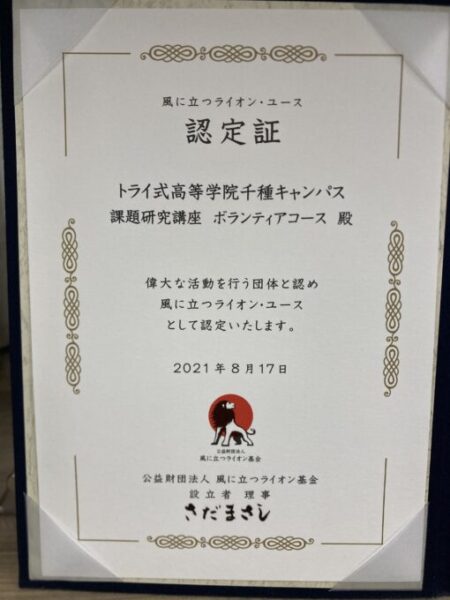 風に立つライオン・ユース
認定証
トライ式高等学院千種キャンパス
課題研究講座 ボランティアコース 殿
偉大な活動を行う団体と認め
風に立つライオン・ユース
として認定いたします。
2021年8月17日
公益財団法人
風に立つライオン基金
公益財団法人 風に立つライオン基金
設立者 理事
さだまさし